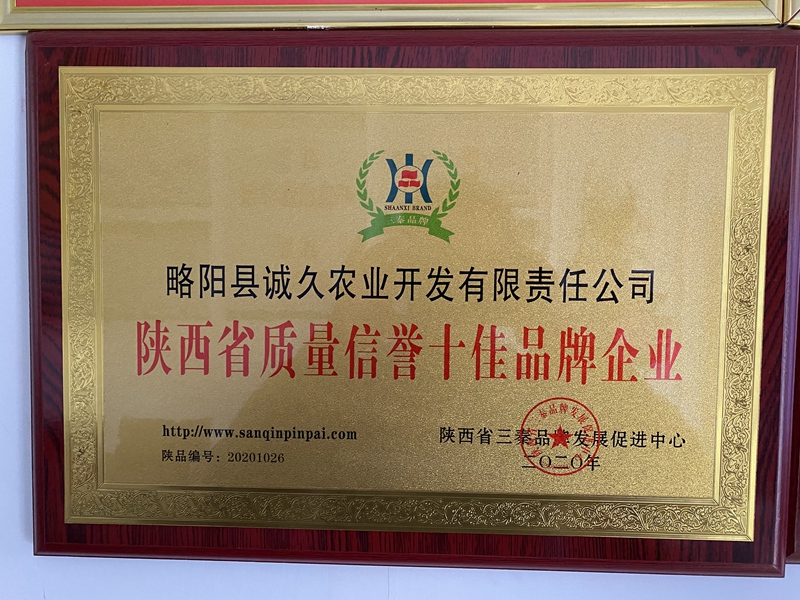 SHAANXI BRAND
三秦品牌
略阳县诚久农业开发有限责任公司
陕西省质量信誉十佳品牌企业
http://www.sanqinpinpai.com
陕品编号：20201026
陕西省三秦品牌发展促进中心
二〇二〇年